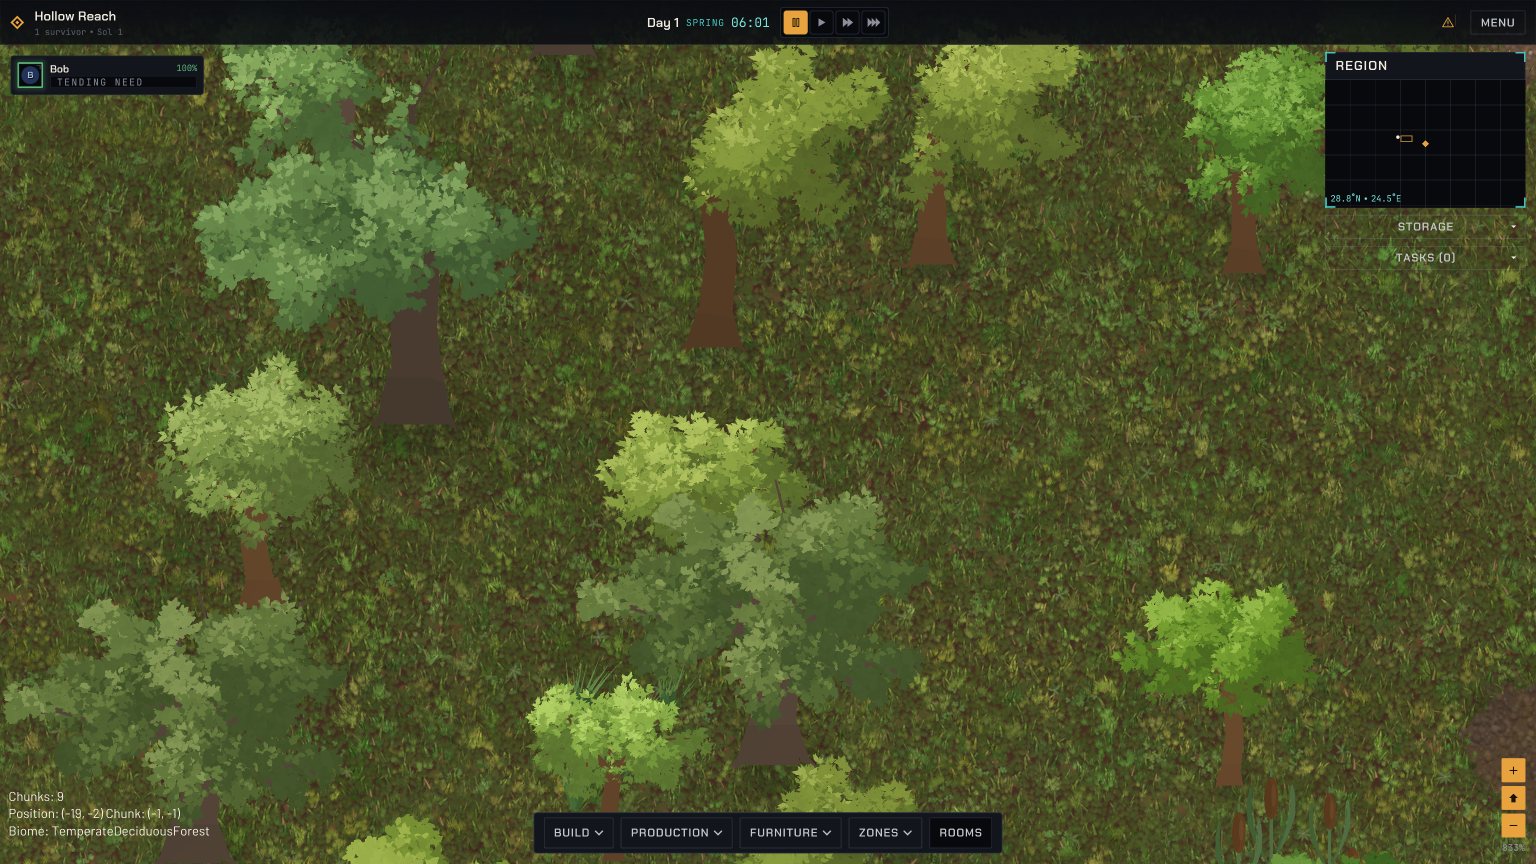 Hollow Reach
1 survivor • Sol 1
Day 1 SPRING 06:01
MENU
B
Bob
100%
TENDING NEED
REGION
28.8°N • 24.5°E
STORAGE
TASKS (0)
Chunks: 9
Position: (-19, -2) Chunk: (-1, -1)
Biome: TemperateDeciduousForest
BUILD
PRODUCTION
FURNITURE
ZONES
ROOMS
+
−